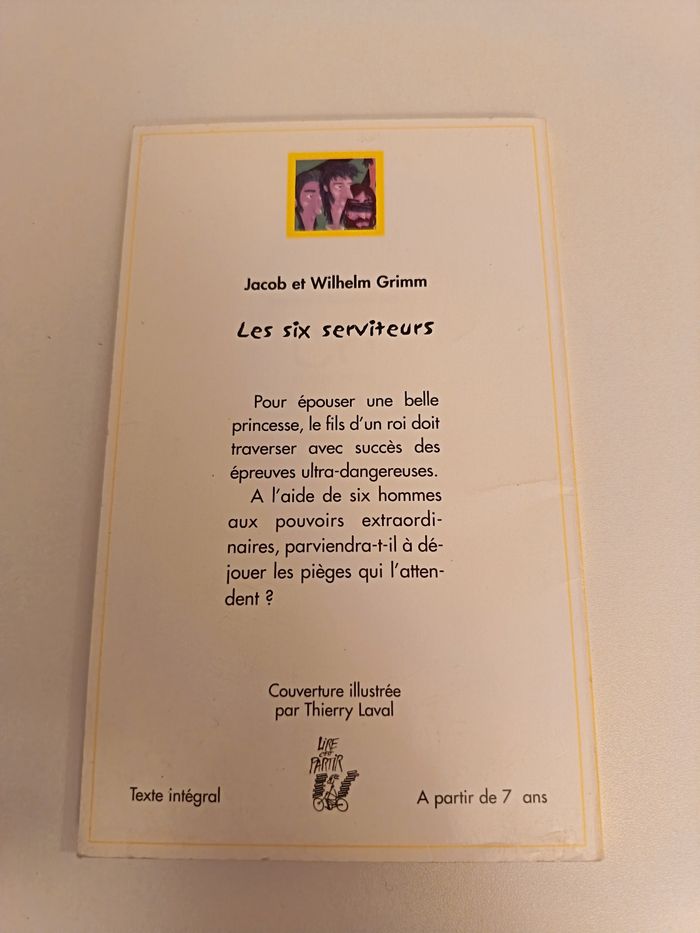 Jacob et Wilhelm Grimm
Les six serviteurs
Pour épouser une belle
princesse, le fils d'un roi doit
traverser avec succès des
épreuves ultra-dangereuses.
A l'aide de six hommes
aux pouvoirs extraordi-
naires, parviendra-t-il à dé-
jouer les pièges qui l'atten-
dent ?
Couverture illustrée
par Thierry Laval
LIRE
c'est
PARTIR
Texte intégral
A partir de 7 ans